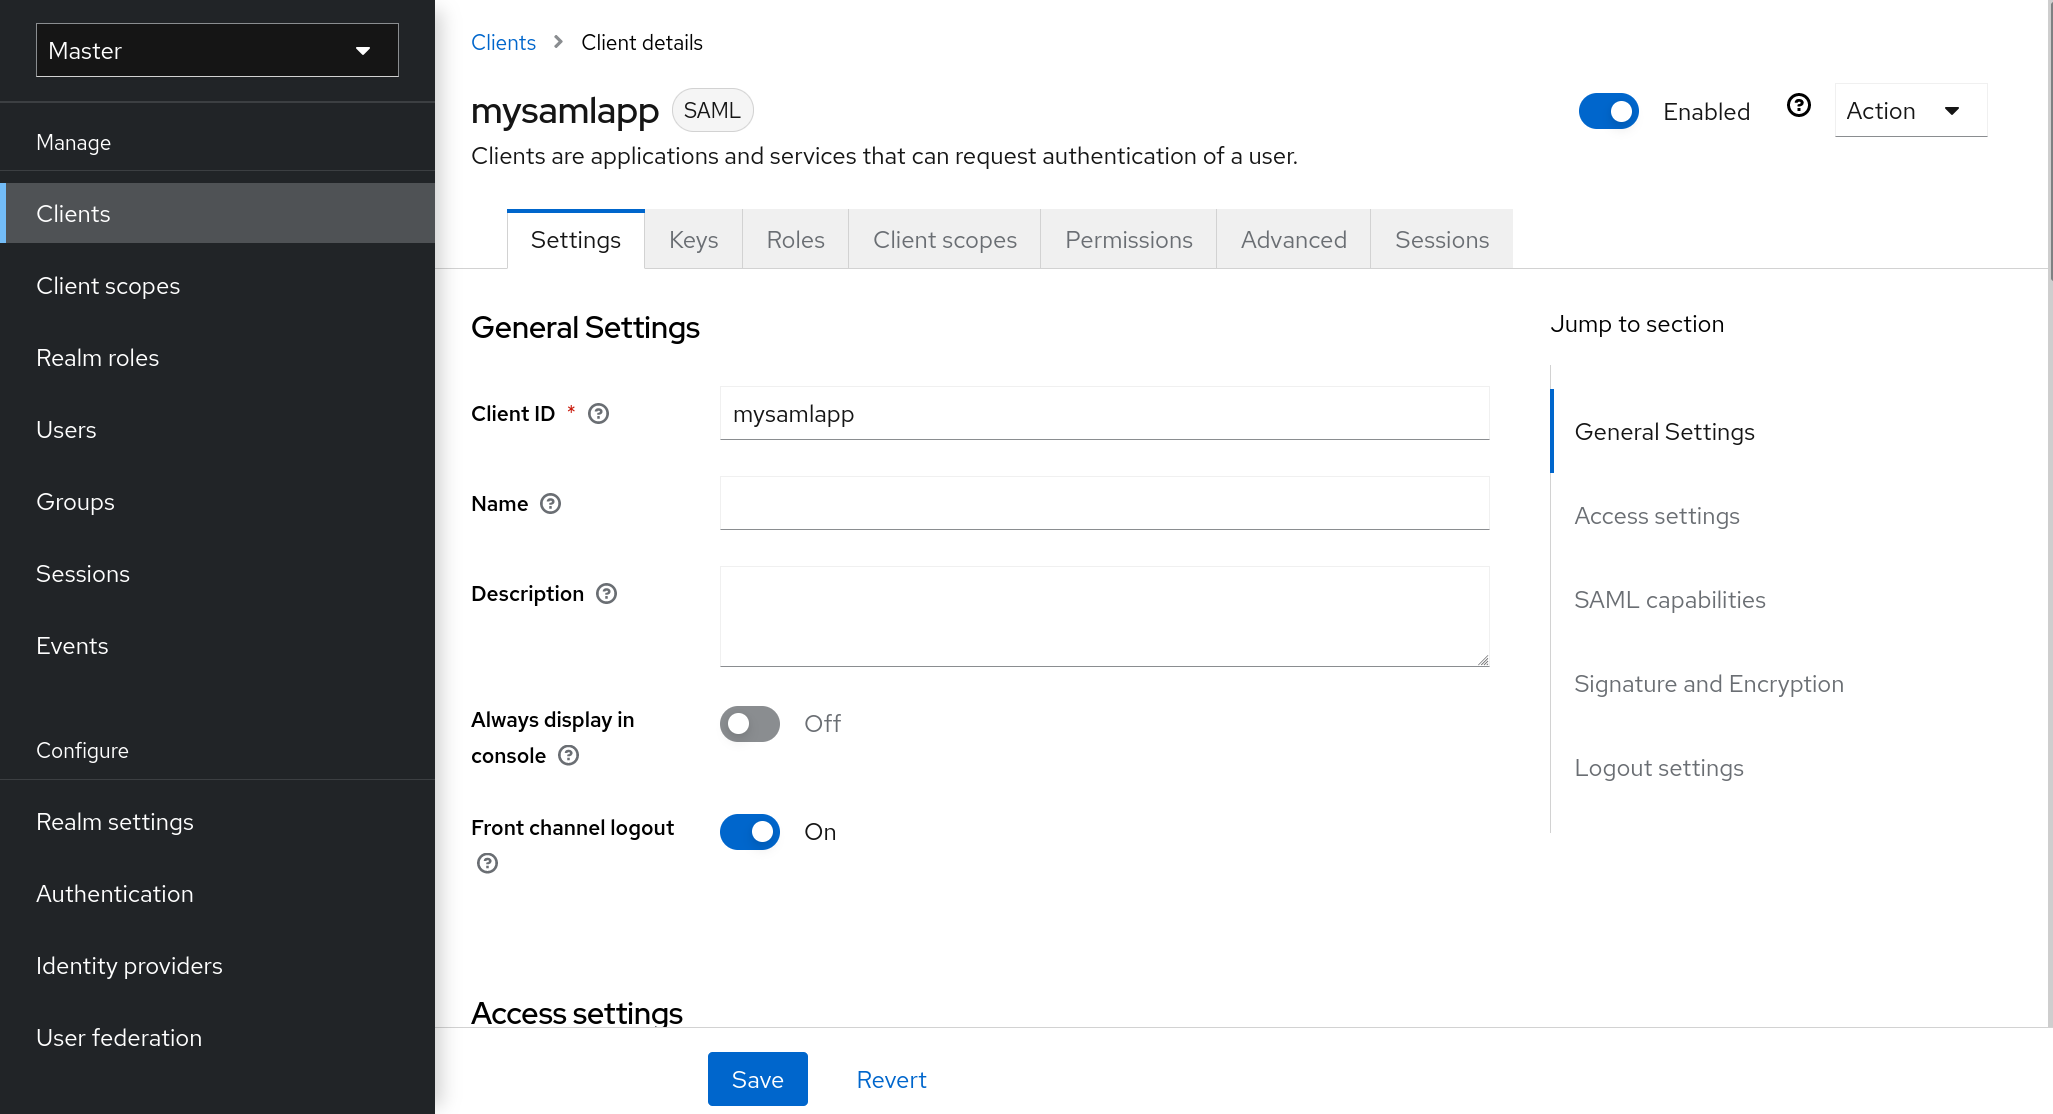 Master
Manage
Clients
Client scopes
Realm roles
Users
Groups
Sessions
Events
Configure
Realm settings
Authentication
Identity providers
User federation
Clients > Client details
mysamlapp SAML
Enabled
Action
Clients are applications and services that can request authentication of a user.
Settings Keys Roles Client scopes Permissions Advanced Sessions
General Settings
Client ID *
mysamlapp
Name
Description
Always display in
console
Off
Front channel logout
On
Access settings
Save Revert
Jump to section
General Settings
Access settings
SAML capabilities
Signature and Encryption
Logout settings